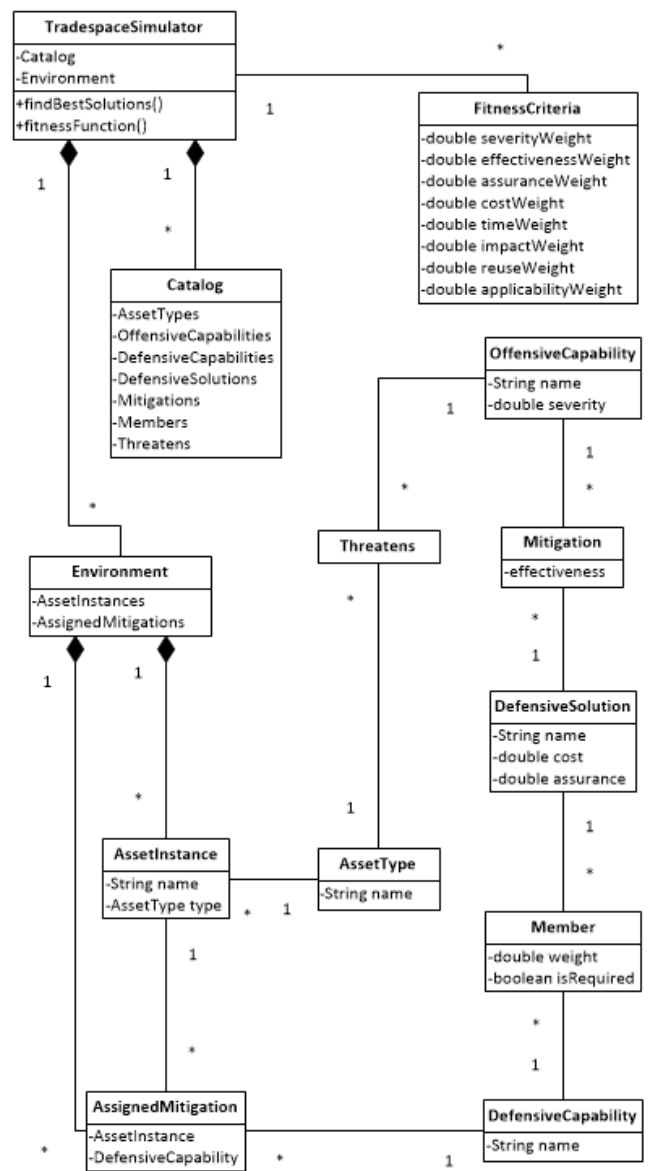 TradespaceSimulator
-Catalog
-Environment
+findBestSolutions()
+fitnessFunction()
*
1
FitnessCriteria
-double severityWeight
-double effectivenessWeight
-double assuranceWeight
-double costWeight
-double timeWeight
-double impactWeight
-double reuseWeight
-double applicabilityWeight
1
1
*
Catalog
-AssetTypes
-OffensiveCapabilities
-DefensiveCapabilities
-DefensiveSolutions
-Mitigations
-Members
-Threatens
OffensiveCapability
-String name
-double severity
1
1
*
*
*
Threatens
*
Mitigation
-effectiveness
*
1
Environment
-AssetInstances
-AssignedMitigations
1
1
*
DefensiveSolution
-String name
-double cost
-double assurance
1
1
*
AssetInstance
-String name
-AssetType type
*
1
AssetType
-String name
Member
-double weight
-boolean isRequired
1
*
*
1
AssignedMitigation
-AssetInstance
-DefensiveCapability
*
*
1
DefensiveCapability
-String name